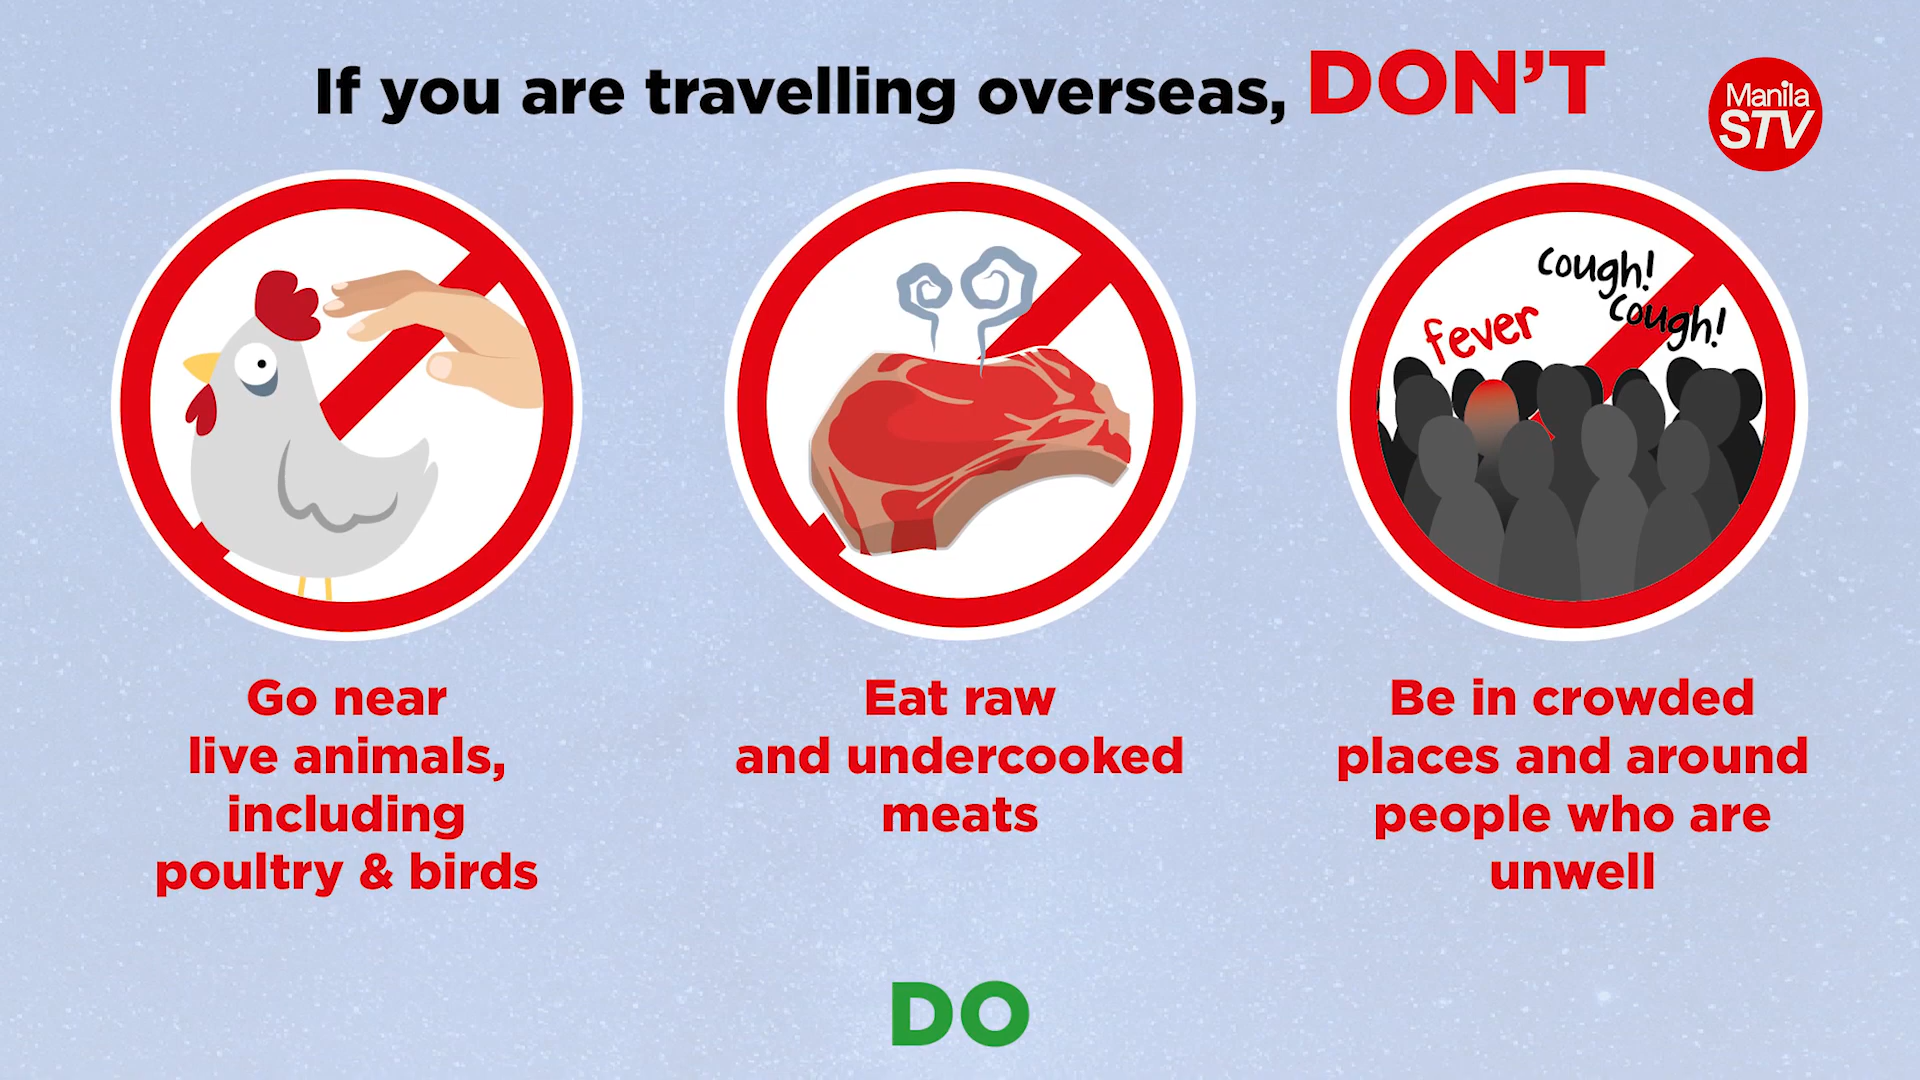 If you are travelling overseas, DON'T
Manila
STV
cough!
cough!
fever
Go near
live animals,
including
poultry & birds
Eat raw
and undercooked
meats
Be in crowded
places and around
people who are
unwell
DO